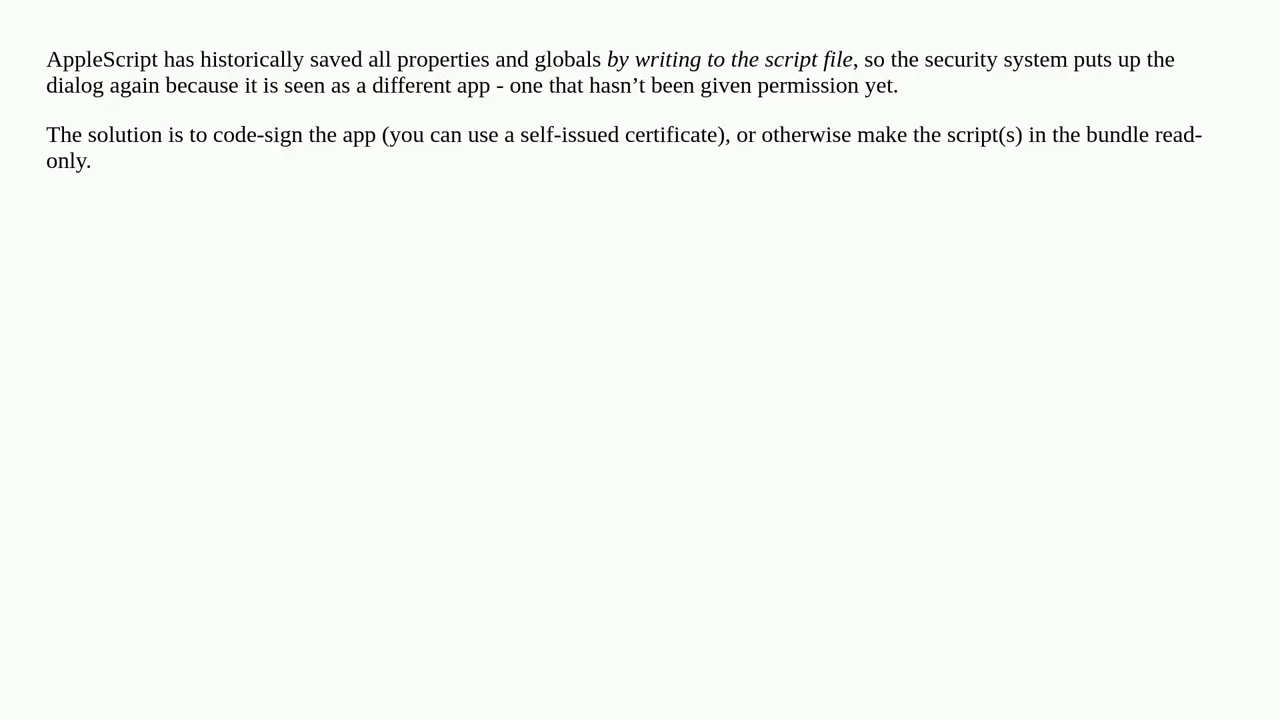 AppleScript has historically saved all properties and globals by writing to the script file, so the security system puts up the
dialog again because it is seen as a different app - one that hasn’t been given permission yet.
The solution is to code-sign the app (you can use a self-issued certificate), or otherwise make the script(s) in the bundle read-
only.